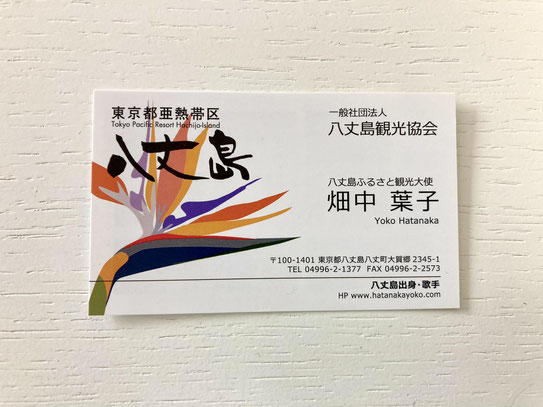 東京都亜熱帯区
Tokyo Pacific Resort Hachijo-Island
八丈島
一般社団法人
八丈島観光協会
八丈島ふるさと観光大使
畑中 葉子
Yoko Hatanaka
〒100-1401 東京都八丈島八丈町大賀郷 2345-1
TEL 04996-2-1377 FAX 04996-2-2573
八丈島出身・歌手
HP www.hatanakayoko.com